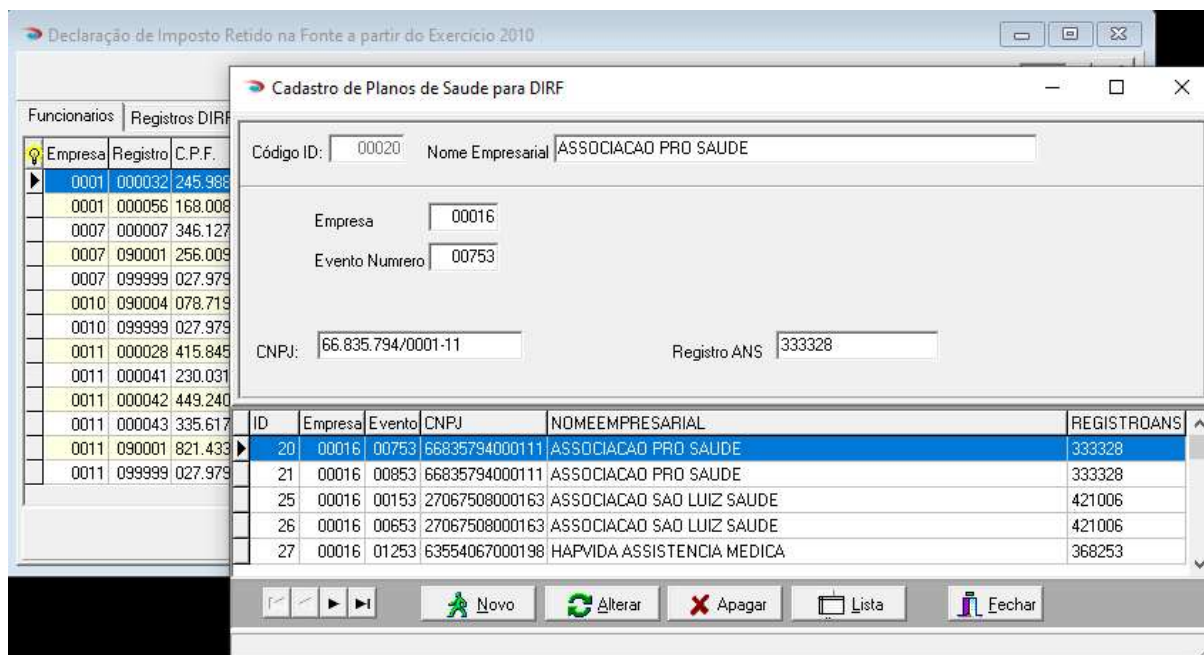 Declaração de Imposto Retido na Fonte a partir do Exercício 2010
Cadastro de Planos de Saude para DIRF
Funcionarios Registros DIRF
Empresa Registro C.P.F.
0001 000032 245.988
0001 000056 168.008
0007 000007 346.127
0007 090001 256.009
0007 099999 027.979
0010 090004 078.719
0010 099999 027.979
0011 000028 415.845
0011 000041 230.031
0011 000042 449.240
0011 000043 335.617
0011 090001 821.433
0011 099999 027.979
Código ID: 00020 Nome Empresarial ASSOCIACAO PRO SAUDE
Empresa 00016
Evento Numrero 00753
CNPJ: 66.835.794/0001-11 Registro ANS 333328
ID Empresa Evento CNPJ NOMEEMPRESARIAL REGISTROANS
20 00016 00753 66835794000111 ASSOCIACAO PRO SAUDE 333328
21 00016 00853 66835794000111 ASSOCIACAO PRO SAUDE 333328
25 00016 00153 27067508000163 ASSOCIACAO SAO LUIZ SAUDE 421006
26 00016 00653 27067508000163 ASSOCIACAO SAO LUIZ SAUDE 421006
27 00016 01253 63554067000198 HAPVIDA ASSISTENCIA MEDICA 368253
Novo Alterar Apagar Lista Fechar